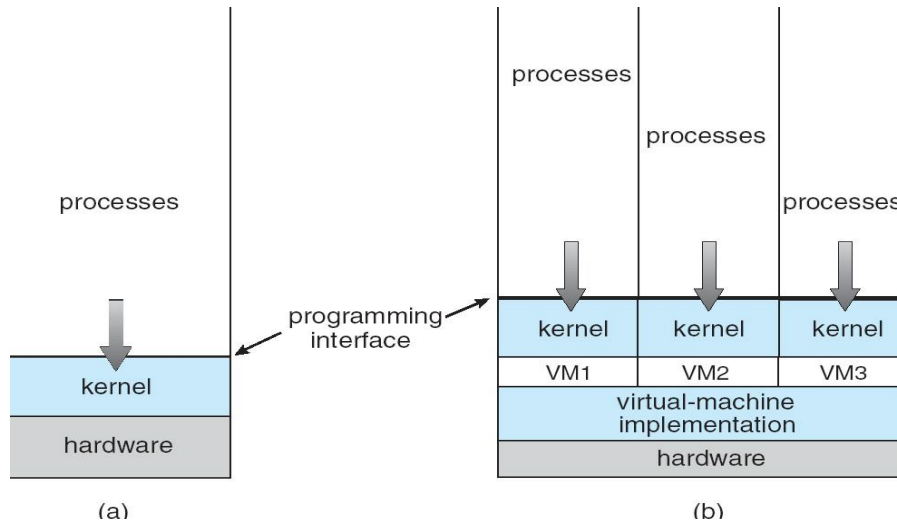 processes
kernel
hardware
(a)
programming
interface
processes
processes
processes
kernel
kernel
kernel
VM1
VM2
VM3
virtual-machine
implementation
hardware
(b)